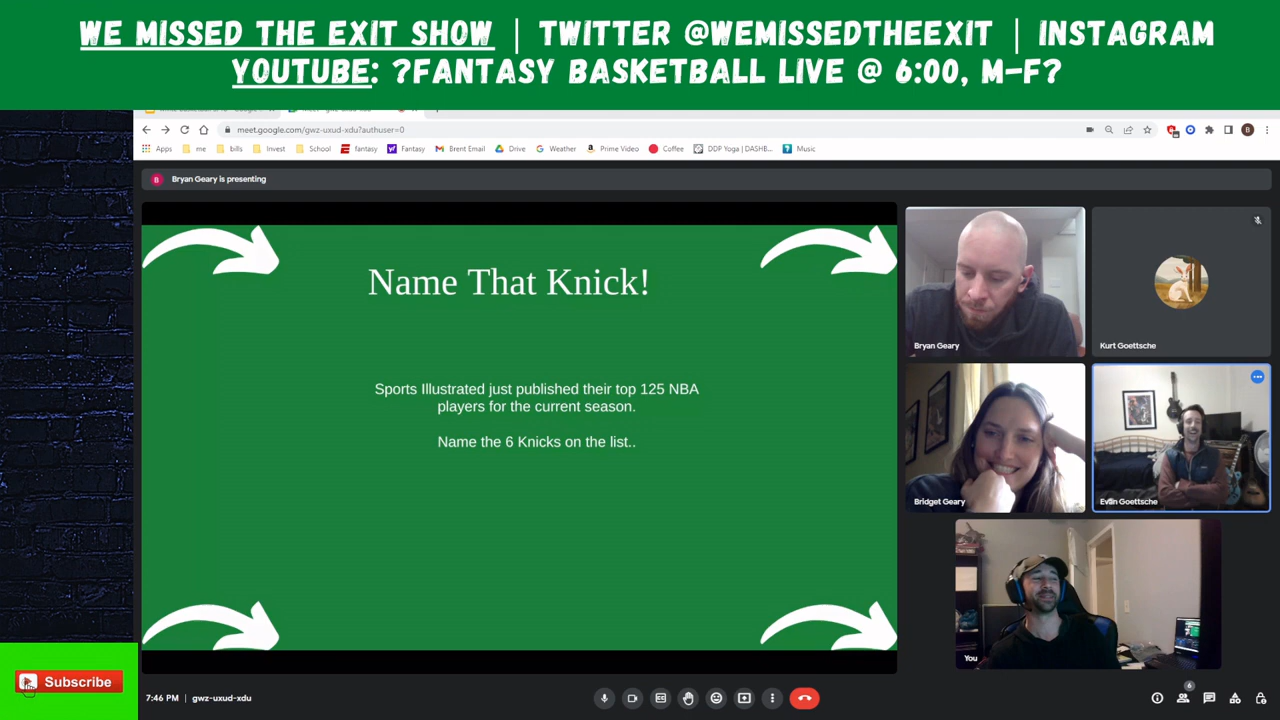 WE MISSED THE EXIT SHOW | TWITTER @WEMISSEDTHEEXIT | INSTAGRAM
YOUTUBE: ?FANTASY BASKETBALL LIVE @ 6:00, M-F?
meet.google.com/gwz-uxud-xdu?authuser=0
B
Apps me bills Invest School fantasy Fantasy Brent Email Drive Weather Prime Video Coffee DDP Yoga | DASHB... Music
B Bryan Geary is presenting
Name That Knick!
Sports Illustrated just published their top 125 NBA
players for the current season.
Name the 6 Knicks on the list..
Bryan Geary
Kurt Goettsche
Bridget Geary
Evan Goettsche
You
Subscribe
7:46 PM | gwz-uxud-xdu
6